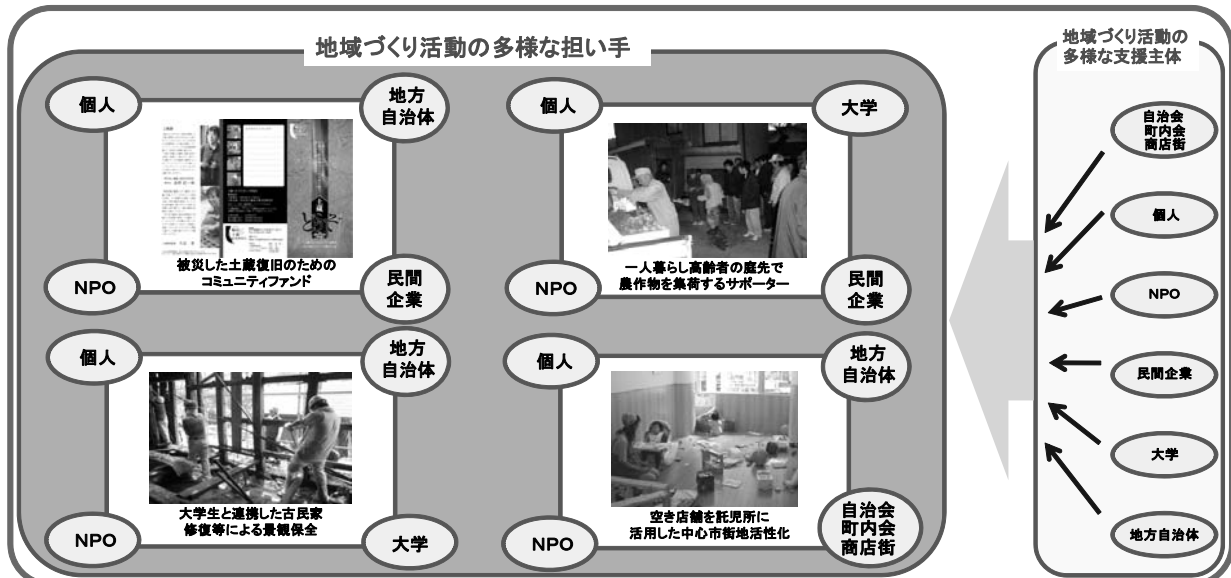 地域づくり活動の多様な担い手
個人
地方
自治体
被災した土蔵復旧のための
コミュニティファンド
NPO
民間
企業
個人
大学
一人暮らし高齢者の庭先で
農作物を集荷するサポーター
NPO
民間
企業
個人
地方
自治体
大学生と連携した古民家
修復等による景観保全
NPO
大学
個人
地方
自治体
空き店舗を託児所に
活用した中心市街地活性化
NPO
自治会
町内会
商店街
地域づくり活動の
多様な支援主体
自治会
町内会
商店街
個人
NPO
民間企業
大学
地方自治体